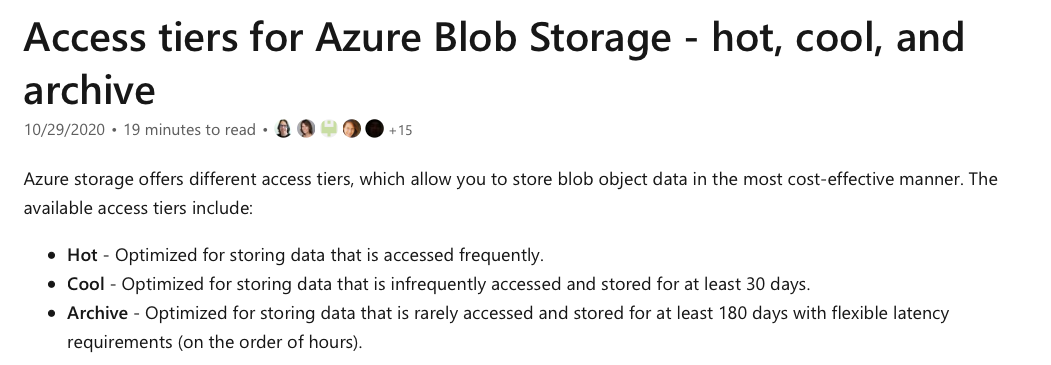 Access tiers for Azure Blob Storage - hot, cool, and
archive
10/29/2020 • 19 minutes to read • +15
Azure storage offers different access tiers, which allow you to store blob object data in the most cost-effective manner. The
available access tiers include:
• Hot - Optimized for storing data that is accessed frequently.
• Cool - Optimized for storing data that is infrequently accessed and stored for at least 30 days.
• Archive - Optimized for storing data that is rarely accessed and stored for at least 180 days with flexible latency
requirements (on the order of hours).